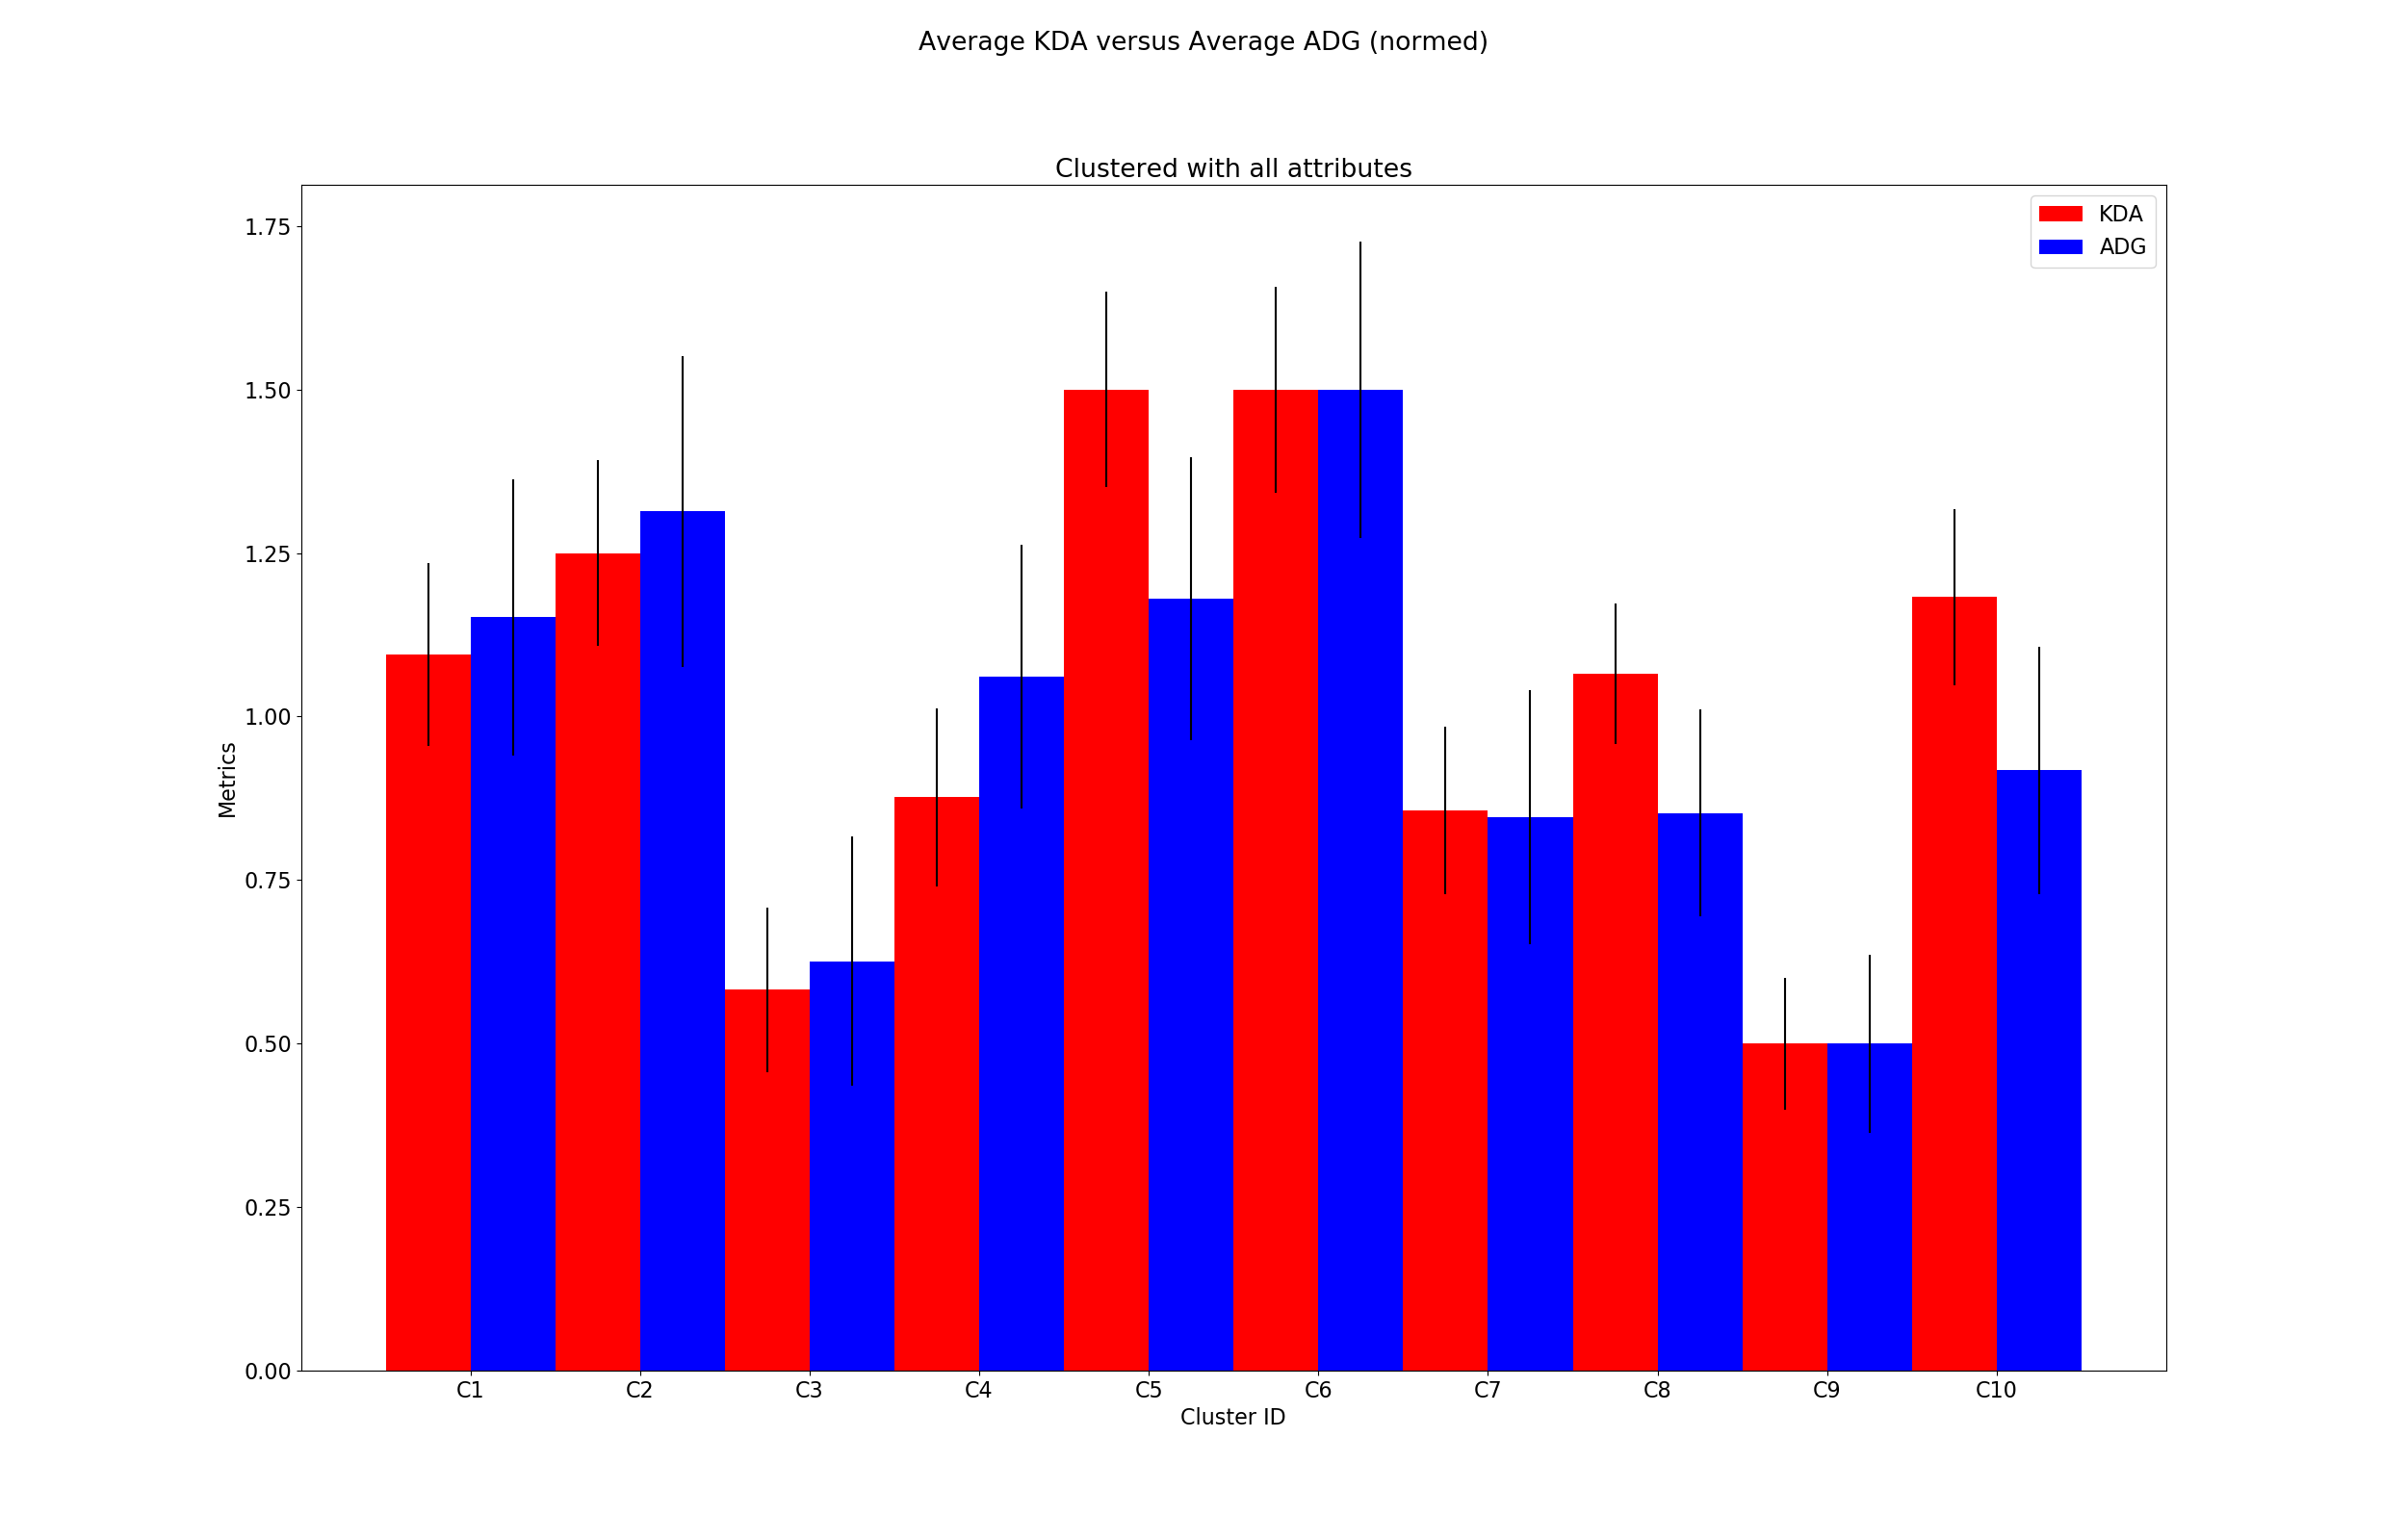 Average KDA versus Average ADG (normed)
Clustered with all attributes
KDA
ADG
1.75
1.50
1.25
1.00
0.75
0.50
0.25
0.00
Metrics
C1 C2 C3 C4 C5 C6 C7 C8 C9 C10
Cluster ID